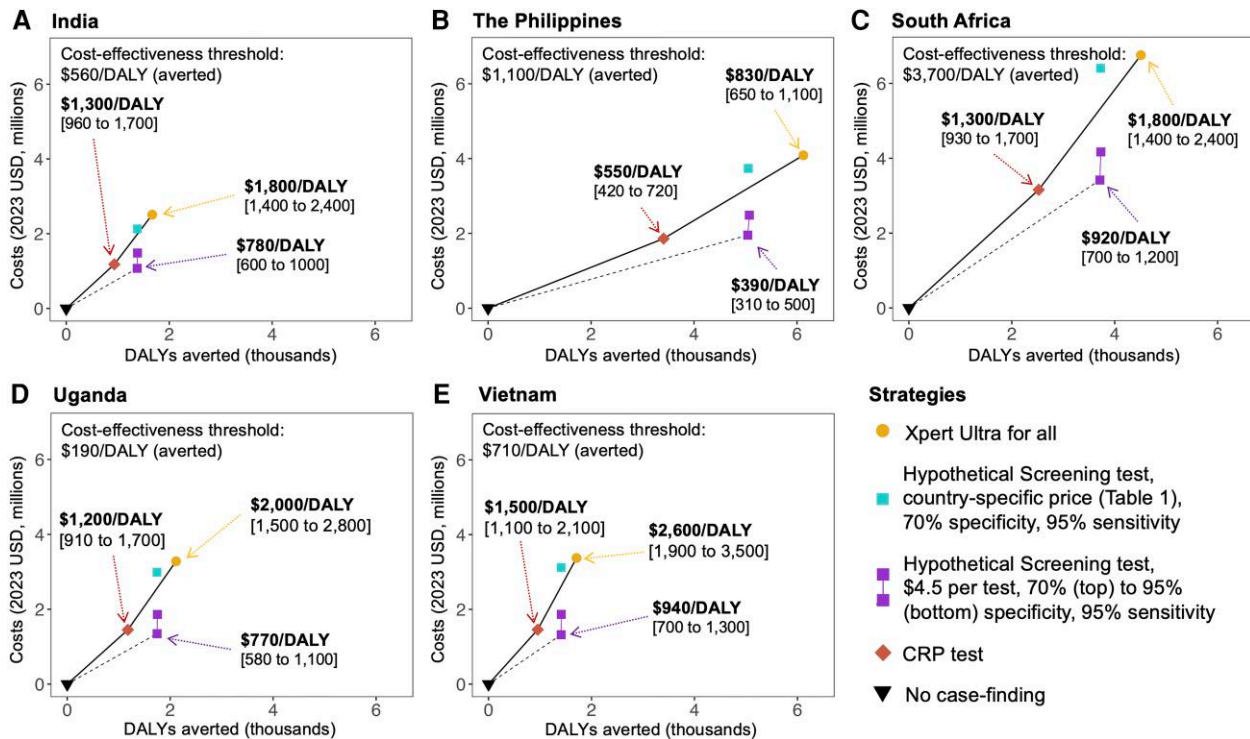 A India
Cost-effectiveness threshold:
$560/DALY (averted)
$1,300/DALY
[960 to 1,700]
$1,800/DALY
[1,400 to 2,400]
$780/DALY
[600 to 1000]
Costs (2023 USD, millions)
6
4
2
0
0 2 4 6
DALYs averted (thousands)
B The Philippines
Cost-effectiveness threshold:
$1,100/DALY (averted)
$830/DALY
[650 to 1,100]
$550/DALY
[420 to 720]
$390/DALY
[310 to 500]
Costs (2023 USD, millions)
6
4
2
0
0 2 4 6
DALYs averted (thousands)
C South Africa
Cost-effectiveness threshold:
$3,700/DALY (averted)
$1,300/DALY
[930 to 1,700]
$1,800/DALY
[1,400 to 2,400]
$920/DALY
[700 to 1,200]
Costs (2023 USD, millions)
6
4
2
0
0 2 4 6
DALYs averted (thousands)
D Uganda
Cost-effectiveness threshold:
$190/DALY (averted)
$1,200/DALY
[910 to 1,700]
$2,000/DALY
[1,500 to 2,800]
$770/DALY
[580 to 1,100]
Costs (2023 USD, millions)
6
4
2
0
0 2 4 6
DALYs averted (thousands)
E Vietnam
Cost-effectiveness threshold:
$710/DALY (averted)
$1,500/DALY
[1,100 to 2,100]
$2,600/DALY
[1,900 to 3,500]
$940/DALY
[700 to 1,300]
Costs (2023 USD, millions)
6
4
2
0
0 2 4 6
DALYs averted (thousands)
Strategies
Xpert Ultra for all
Hypothetical Screening test,
country-specific price (Table 1),
70% specificity, 95% sensitivity
Hypothetical Screening test,
$4.5 per test, 70% (top) to 95%
(bottom) specificity, 95% sensitivity
CRP test
No case-finding